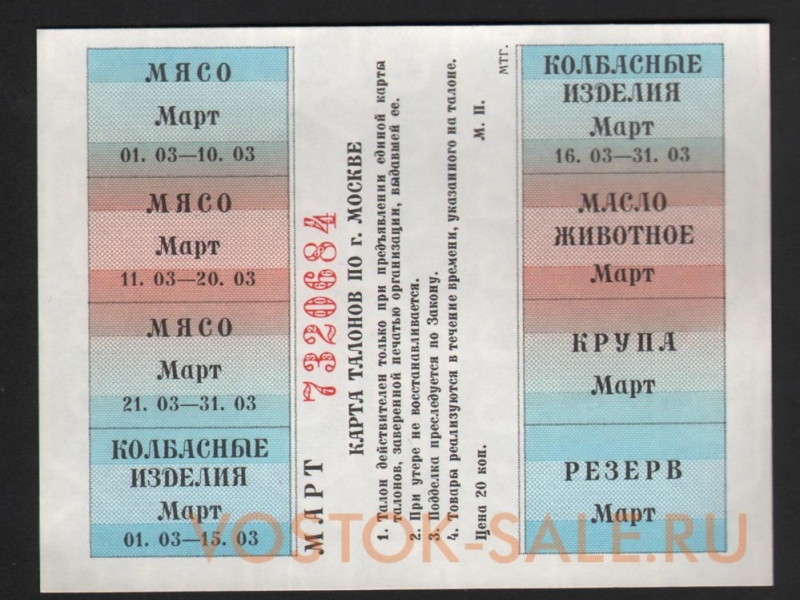 МЯСО
Март
01. 03—10. 03
МЯСО
Март
11. 03—20. 03
МЯСО
Март
21. 03—31. 03
КОЛБАСНЫЕ
ИЗДЕЛИЯ
Март
01. 03—15. 03
МАРТ 7320684
КАРТА ТАЛОНОВ ПО г. МОСКВЕ
1. Талон действителен только при предъявлении единой карты
талонов, заверенной печатью организации, выдавшей ее.
2. При утере не восстанавливается.
3. Подделка преследуется по Закону.
4. Товары реализуются в течение времени, указанного на талоне.
Цена 20 коп. М. П.
МТГ.
КОЛБАСНЫЕ
ИЗДЕЛИЯ
Март
16. 03—31. 03
МАСЛО
ЖИВОТНОЕ
Март
КРУПА
Март
РЕЗЕРВ
Март
VOSTOK-SALE.RU